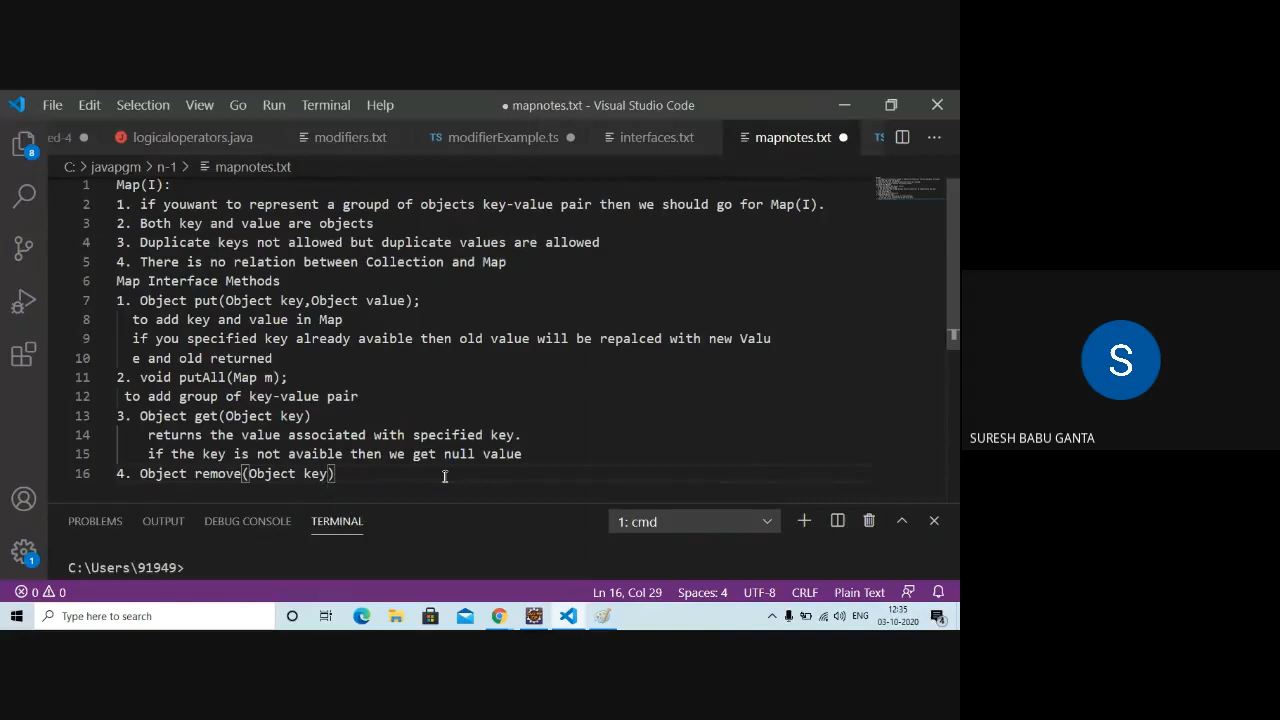 File Edit Selection View Go Run Terminal Help ● mapnotes.txt - Visual Studio Code
ed-4 logicaloperators.java modifiers.txt TS modifierExample.ts interfaces.txt mapnotes.txt TS
C: > javapgm > n-1 > mapnotes.txt
1 Map(I):
2 1. if youwant to represent a groupd of objects key-value pair then we should go for Map(I).
3 2. Both key and value are objects
4 3. Duplicate keys not allowed but duplicate values are allowed
5 4. There is no relation between Collection and Map
6 Map Interface Methods
7 1. Object put(Object key,Object value);
8 to add key and value in Map
9 if you specified key already avaible then old value will be repalced with new Valu
10 e and old returned
11 2. void putAll(Map m);
12 to add group of key-value pair
13 3. Object get(Object key)
14 returns the value associated with specified key.
15 if the key is not avaible then we get null value
16 4. Object remove(Object key)
8
S
SURESH BABU GANTA
PROBLEMS OUTPUT DEBUG CONSOLE TERMINAL 1: cmd
C:\Users\91949>
1
0 0 Ln 16, Col 29 Spaces: 4 UTF-8 CRLF Plain Text
Type here to search ENG 12:35
03-10-2020 4